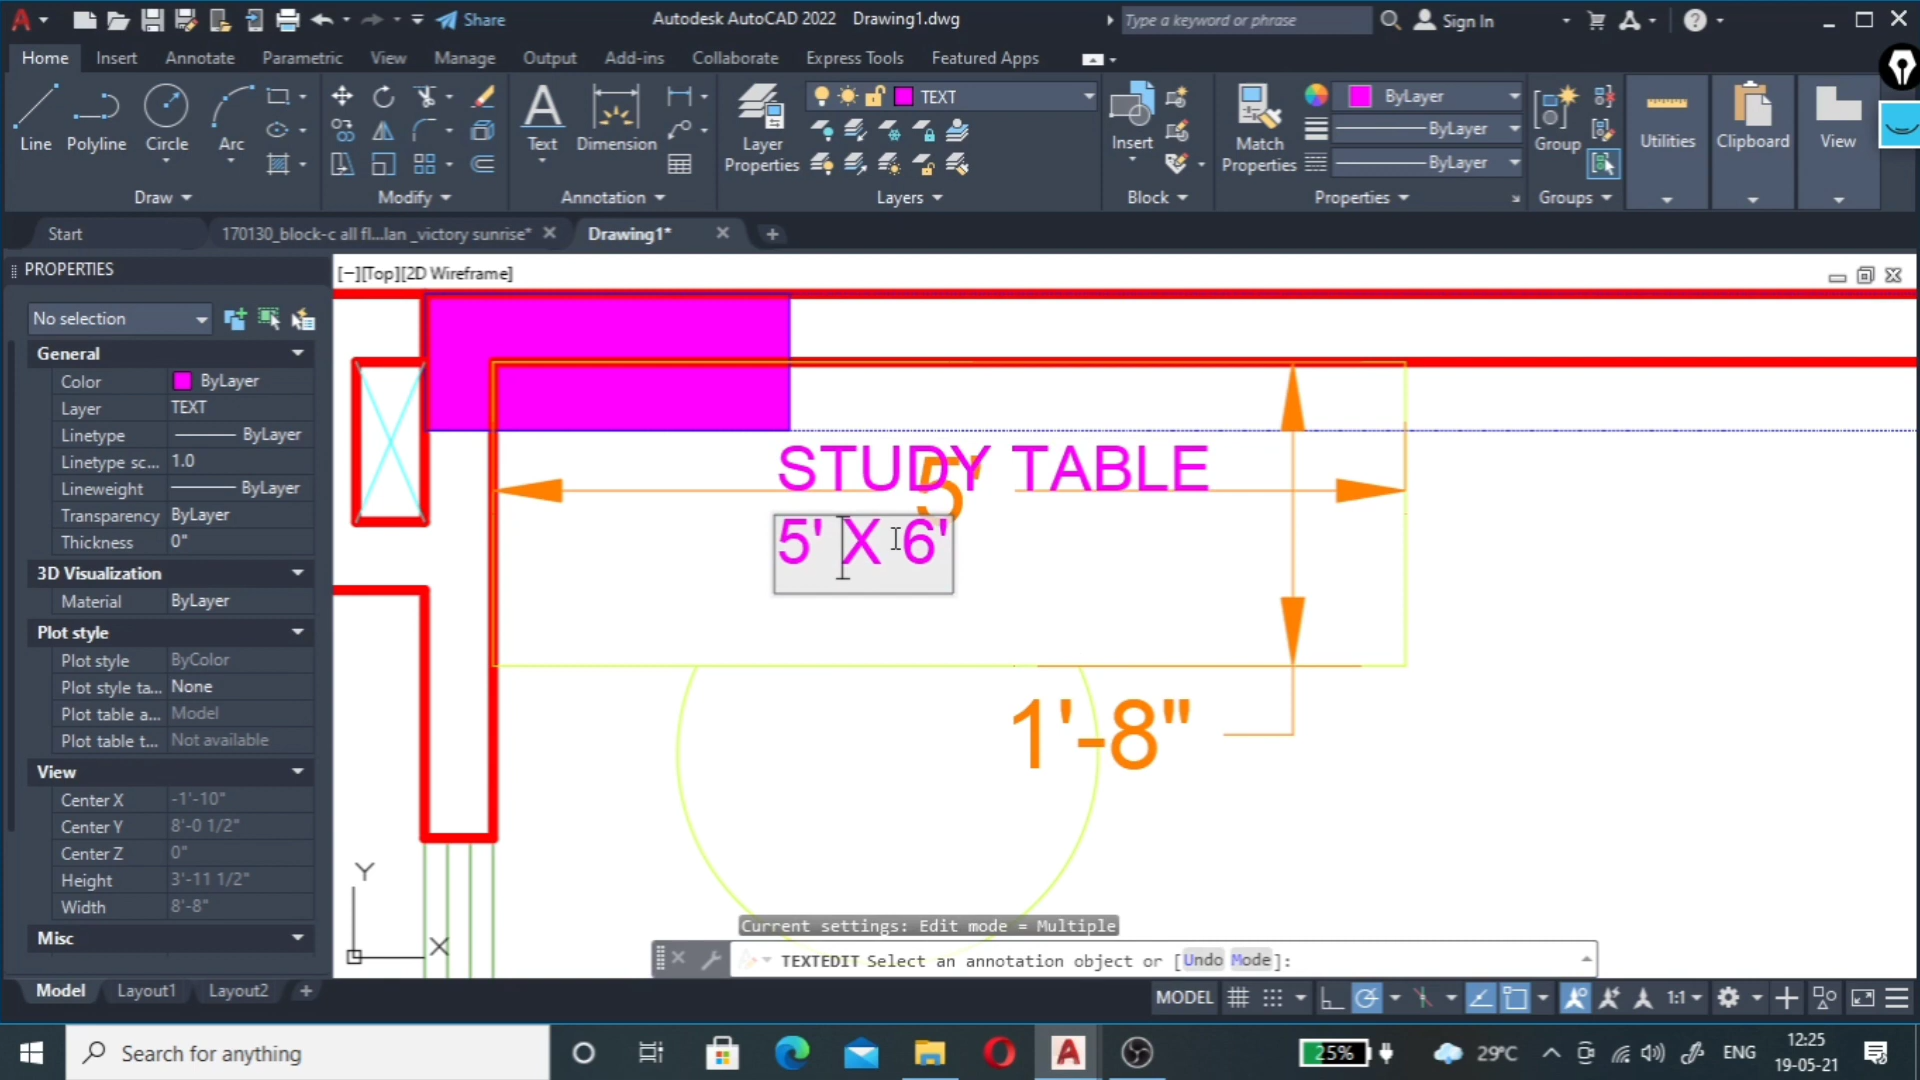 Share
Autodesk AutoCAD 2022 Drawing1.dwg
Type a keyword or phrase
Sign In
Home Insert Annotate Parametric View Manage Output Add-ins Collaborate Express Tools Featured Apps
TEXT
ByLayer
ByLayer
ByLayer
Line Polyline Circle Arc
Text Dimension
Layer Properties
Insert
Match Properties
Group
Utilities
Clipboard
View
Draw Modify Annotation Layers Block Properties Groups
Start 170130_block-c all fl...lan _victory sunrise* Drawing1*
PROPERTIES
[−][Top][2D Wireframe]
No selection
General
Color ByLayer
Layer TEXT
Linetype ByLayer
Linetype sc... 1.0
Lineweight ByLayer
Transparency ByLayer
Thickness 0"
3D Visualization
Material ByLayer
Plot style
Plot style ByColor
Plot style ta... None
Plot table a... Model
Plot table t... Not available
View
Center X -1'-10"
Center Y 8'-0 1/2"
Center Z 0"
Height 3'-11 1/2"
Width 8'-8"
Misc
STUDY TABLE
5'
5' X 6'
1'-8"
Y
X
Current settings: Edit mode = Multiple
TEXTEDIT Select an annotation object or [Undo Mode]:
Model Layout1 Layout2
MODEL
1:1
Search for anything
25%
29°C
ENG
12:25
19-05-21